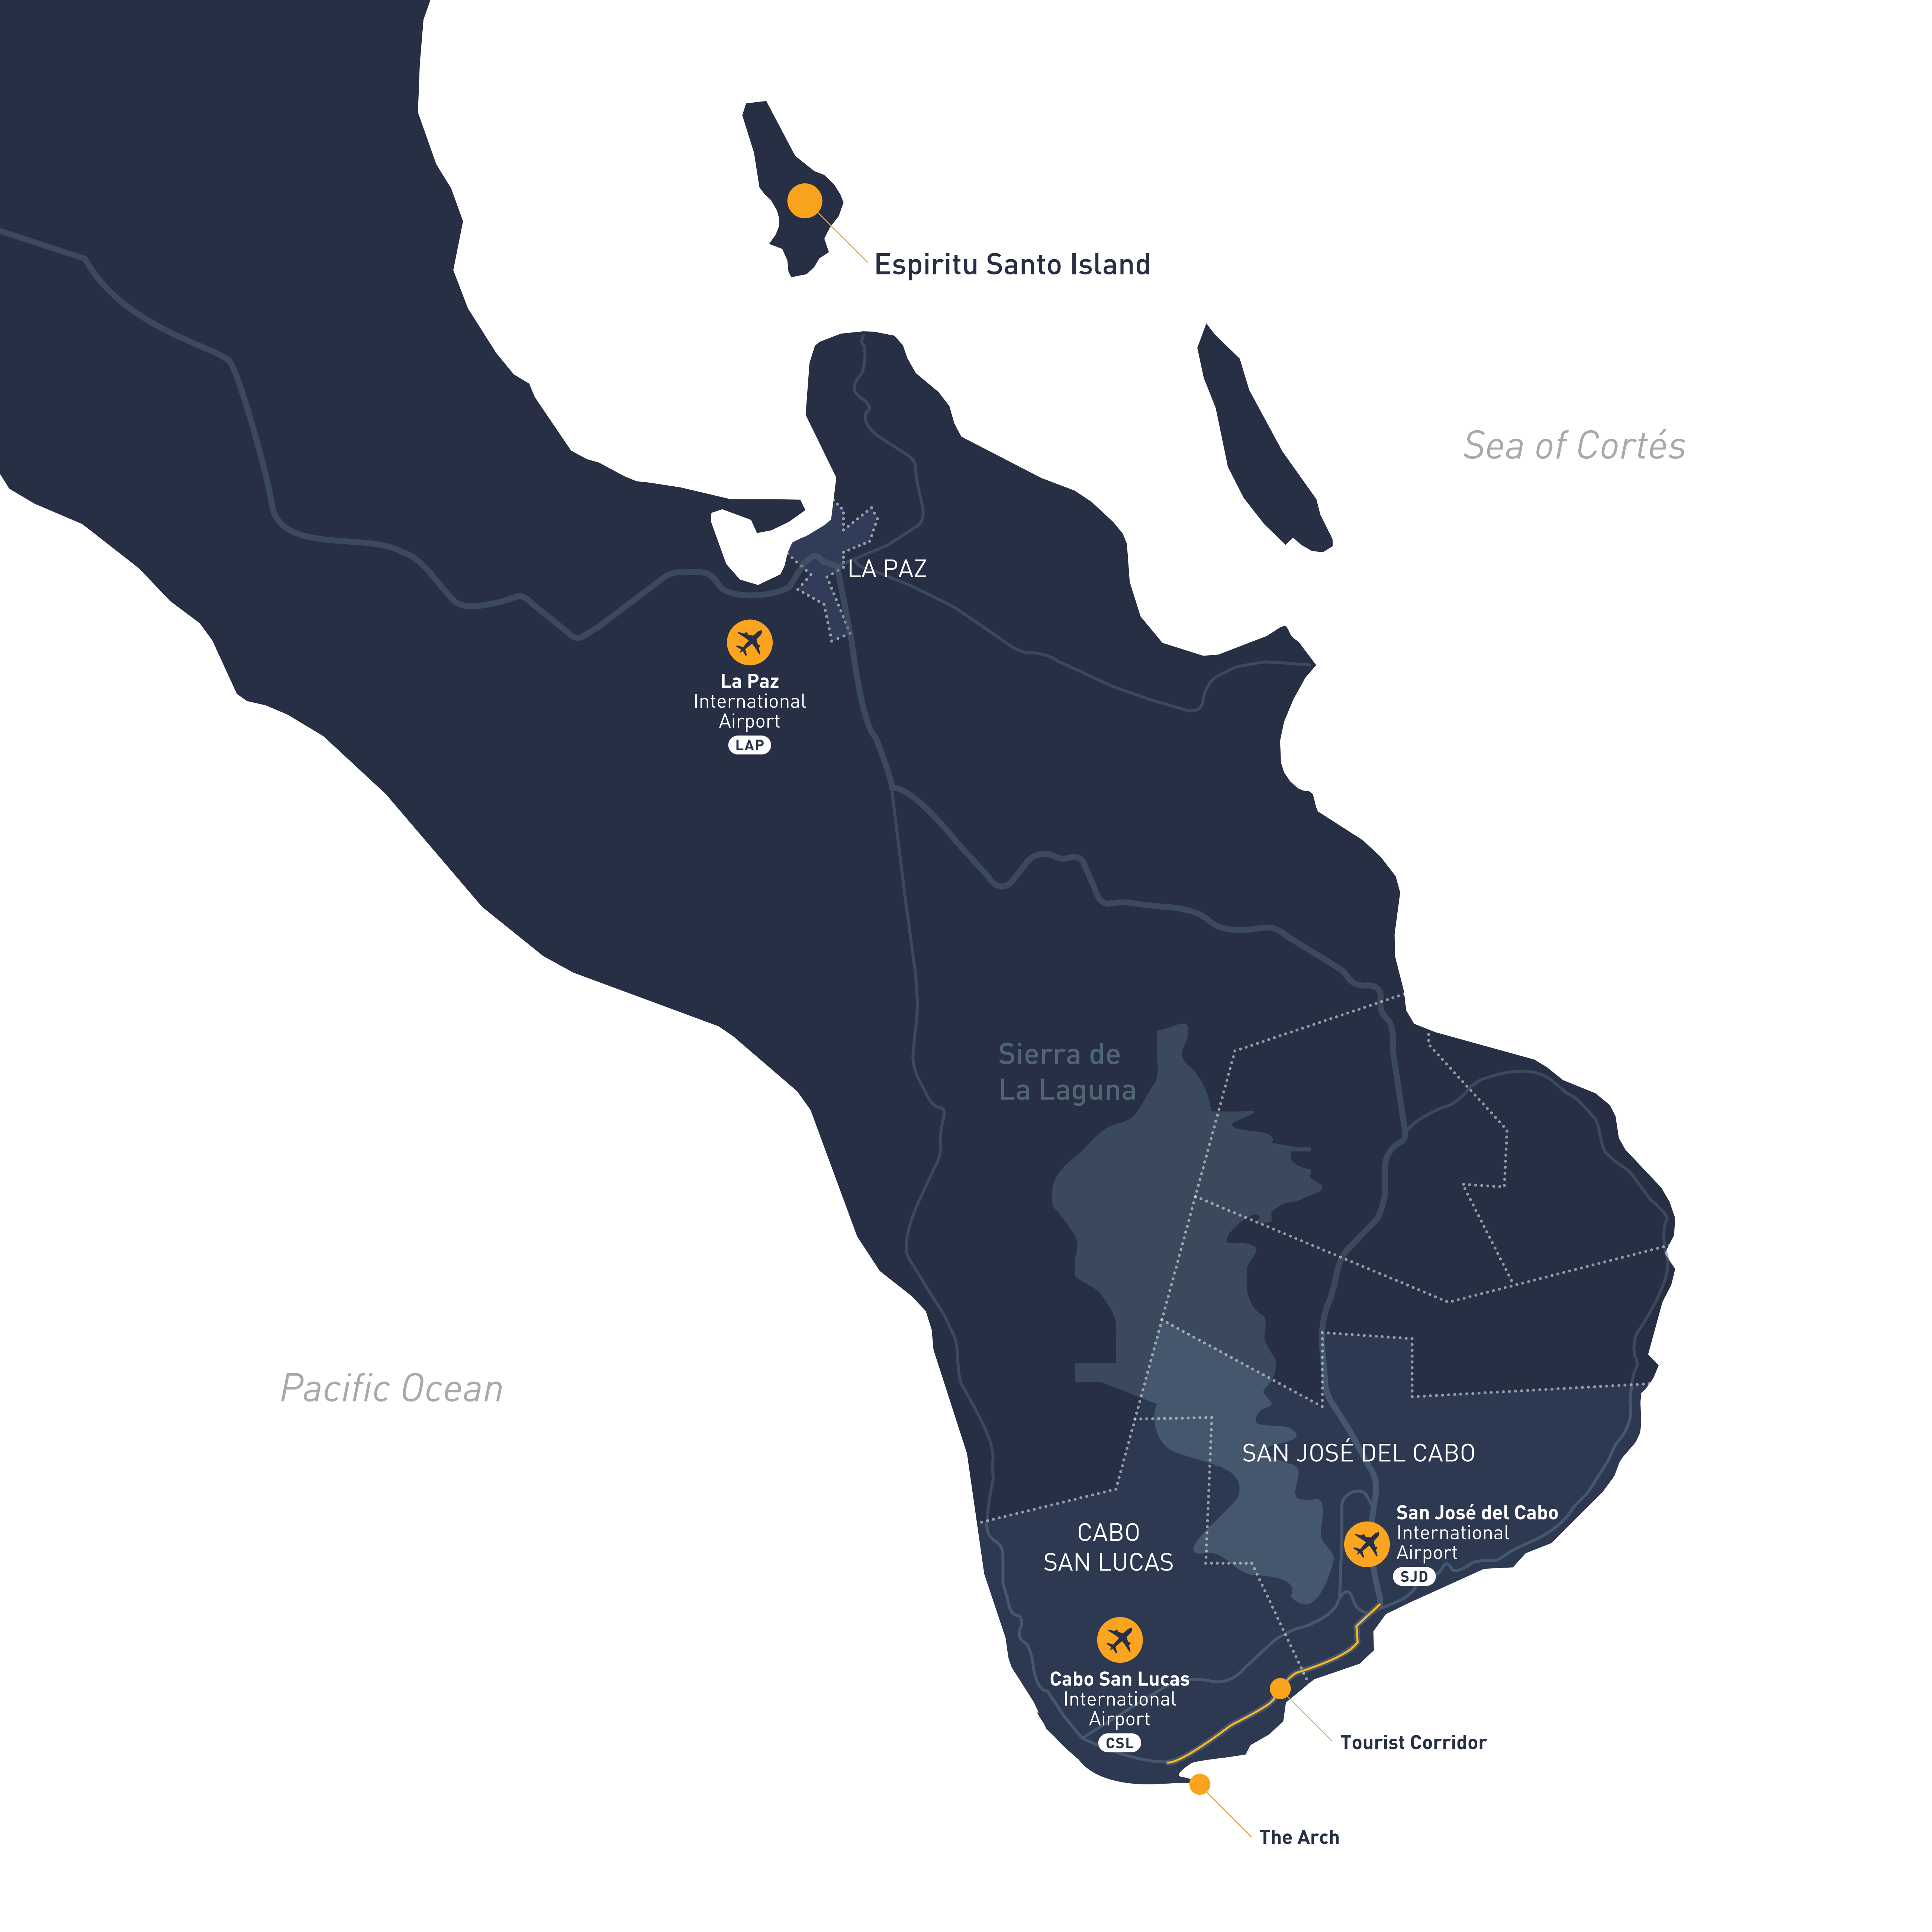 Espiritu Santo Island
Sea of Cortés
LA PAZ
La Paz
International
Airport
LAP
Sierra de
La Laguna
Pacific Ocean
SAN JOSÉ DEL CABO
San José del Cabo
International
Airport
SJD
CABO
SAN LUCAS
Cabo San Lucas
International
Airport
CSL
Tourist Corridor
The Arch